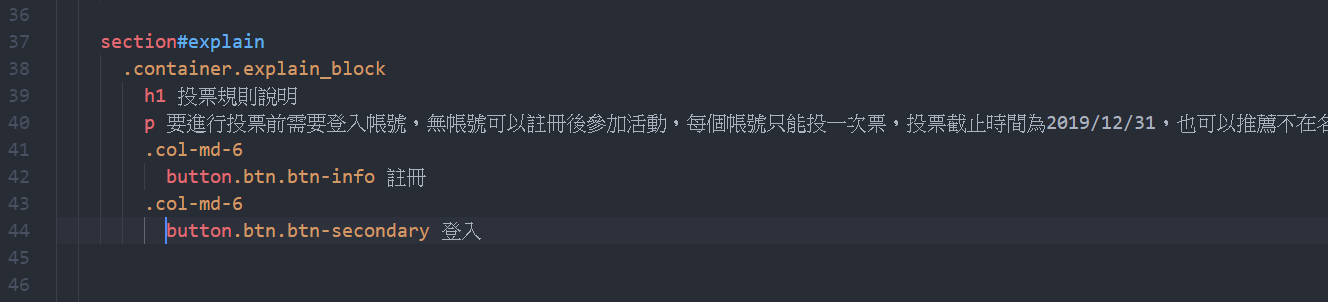 36
37 section#explain
38 .container.explain_block
39 h1 投票規則說明
40 p 要進行投票前需要登入帳號，無帳號可以註冊後參加活動，每個帳號只能投一次票，投票截止時間為2019/12/31，也可以推薦不在名
41 .col-md-6
42 button.btn.btn-info 註冊
43 .col-md-6
44 button.btn.btn-secondary 登入
45
46